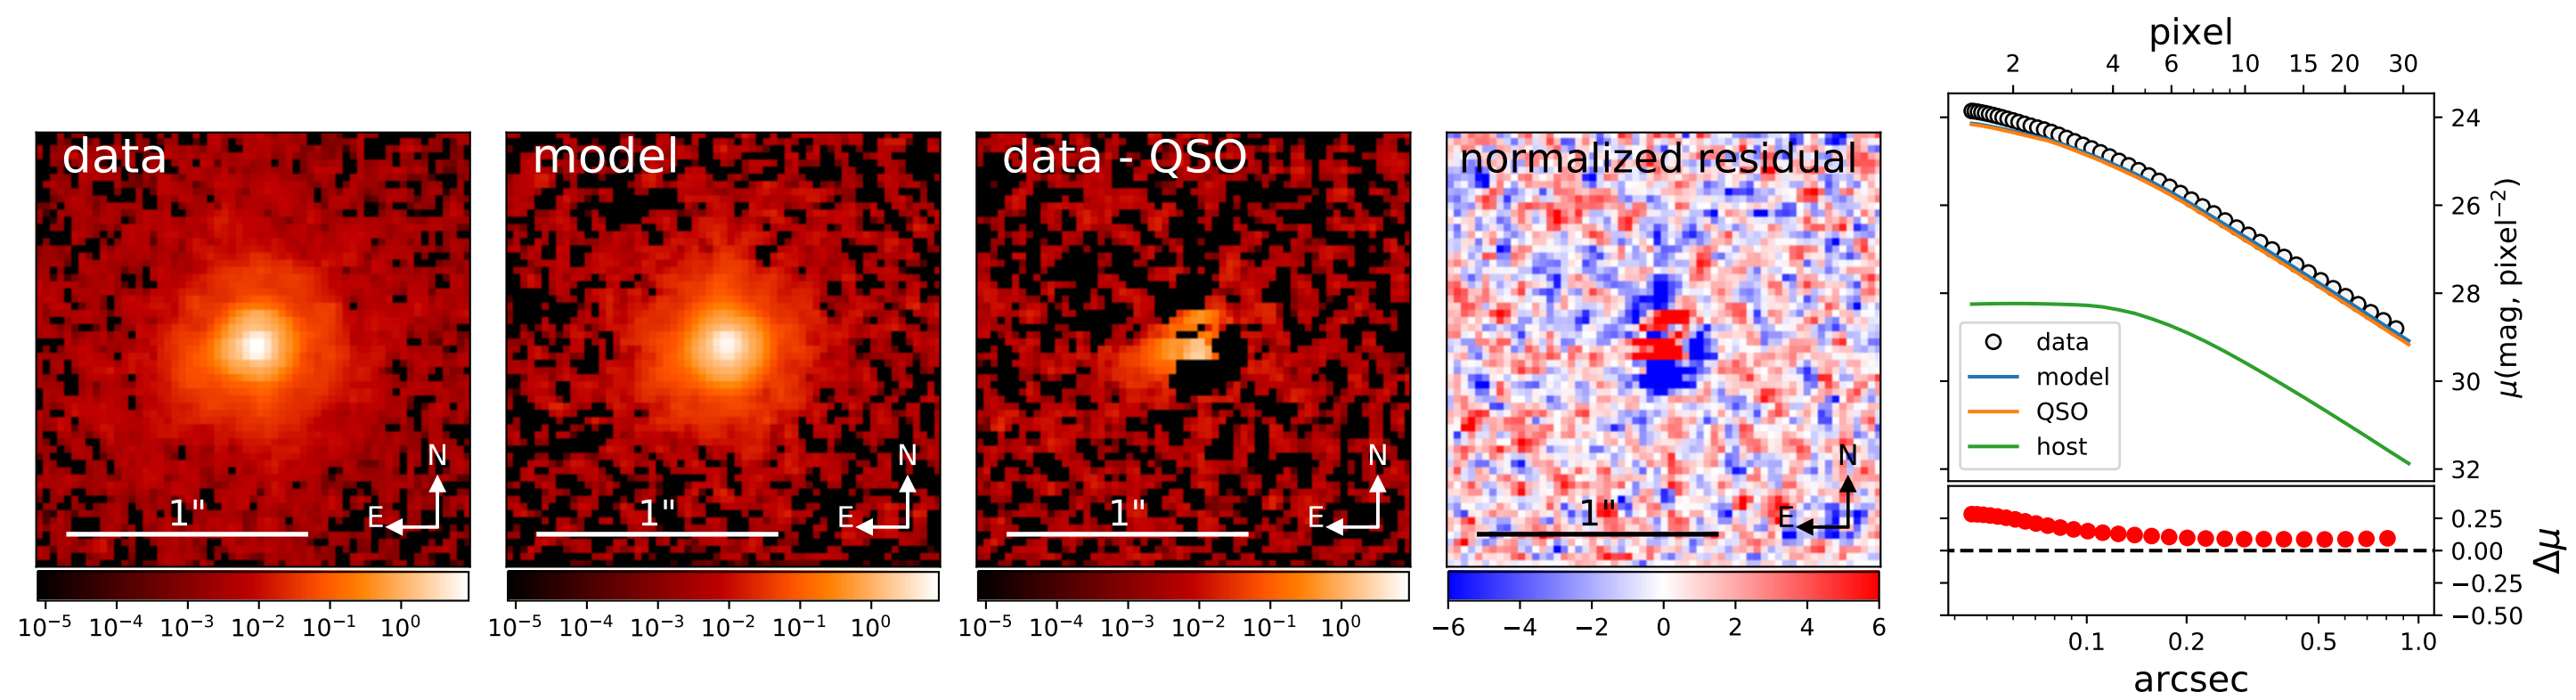 data
1"
N
E
10⁻⁵ 10⁻⁴ 10⁻³ 10⁻² 10⁻¹ 10⁰
model
1"
N
E
10⁻⁵ 10⁻⁴ 10⁻³ 10⁻² 10⁻¹ 10⁰
data - QSO
1"
N
E
10⁻⁵ 10⁻⁴ 10⁻³ 10⁻² 10⁻¹ 10⁰
normalized residual
1"
N
E
−6 −4 −2 0 2 4 6
pixel
2 4 6 10 15 20 30
24
26
28
30
32
μ(mag, pixel⁻²)
data
model
QSO
host
0.25
0.00
−0.25
−0.50
Δμ
0.1 0.2 0.5 1.0
arcsec